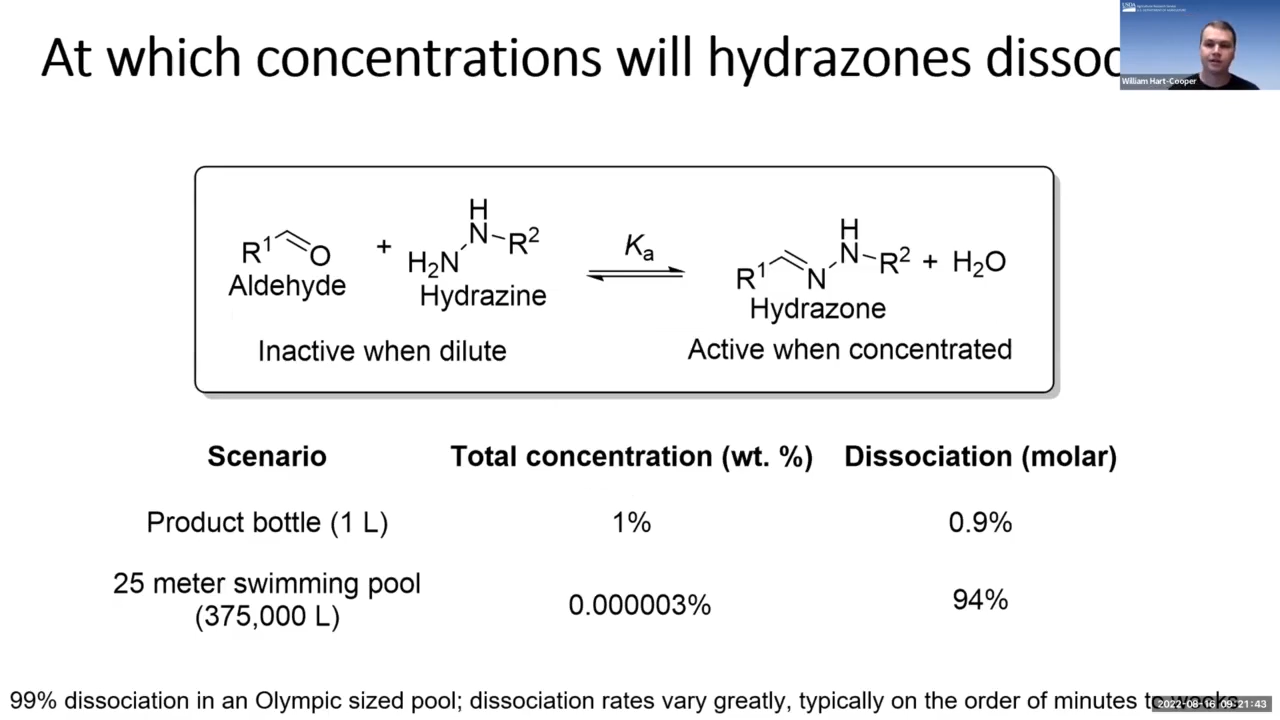 At which concentrations will hydrazones dissoc
William Hart-Cooper
H
N R²
R¹ O + H₂N Kₐ
Aldehyde Hydrazine
H
N R² + H₂O
R¹ N
Hydrazone
Inactive when dilute Active when concentrated
Scenario Total concentration (wt. %) Dissociation (molar)
Product bottle (1 L) 1% 0.9%
25 meter swimming pool
(375,000 L) 0.000003% 94%
99% dissociation in an Olympic sized pool; dissociation rates vary greatly, typically on the order of minutes to weeks
2022-08-16 09:21:43